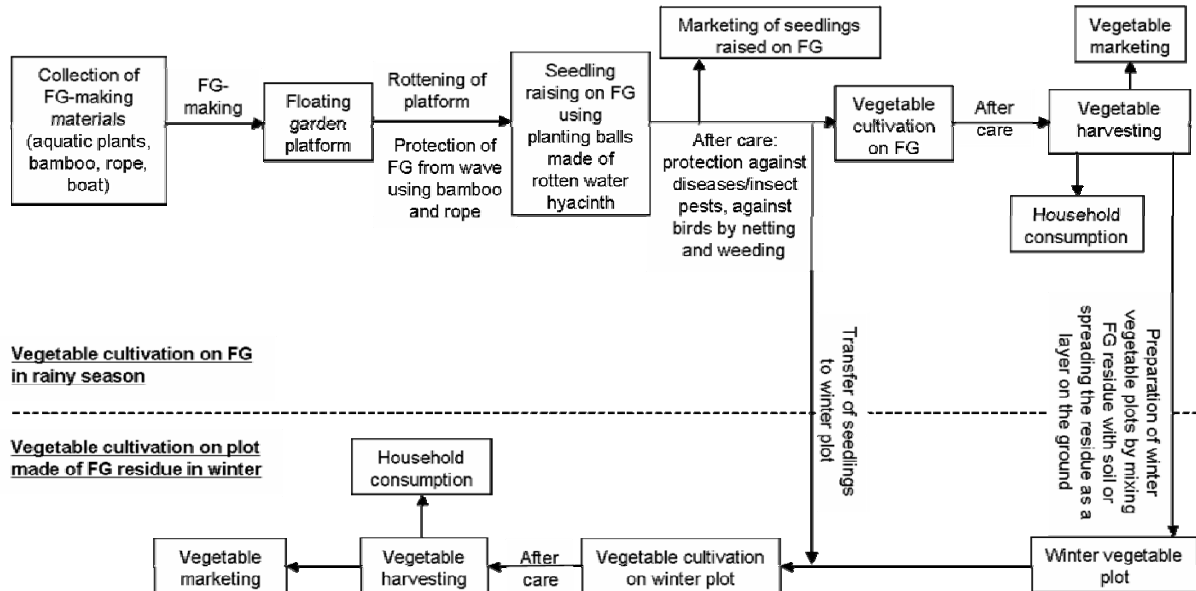 Collection of
FG-making
materials
(aquatic plants,
bamboo, rope,
boat)
FG-
making
Floating
garden
platform
Rottening of
platform
Protection of
FG from wave
using bamboo
and rope
Seedling
raising on FG
using
planting balls
made of
rotten water
hyacinth
Marketing of seedlings
raised on FG
After care:
protection against
diseases/insect
pests, against
birds by netting
and weeding
Vegetable
cultivation
on FG
After
care
Vegetable
marketing
Vegetable
harvesting
Household
consumption
Vegetable cultivation on FG
in rainy season
Transfer of seedlings
to winter plot
Preparation of winter
vegetable plots by mixing
FG residue with soil or
spreading the residue as a
layer on the ground
Vegetable cultivation on plot
made of FG residue in winter
Household
consumption
Vegetable
marketing
Vegetable
harvesting
After
care
Vegetable cultivation
on winter plot
Winter vegetable
plot